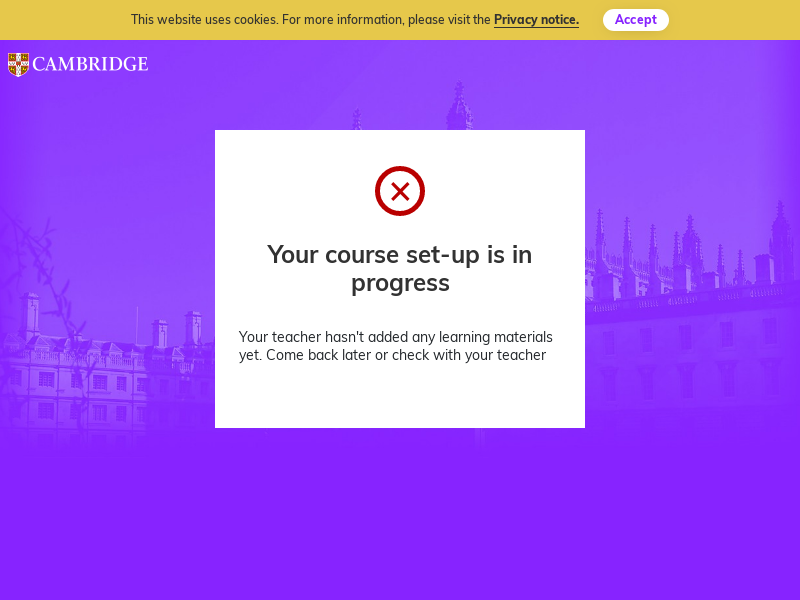 This website uses cookies. For more information, please visit the Privacy notice. Accept
CAMBRIDGE
Your course set-up is in
progress
Your teacher hasn't added any learning materials
yet. Come back later or check with your teacher